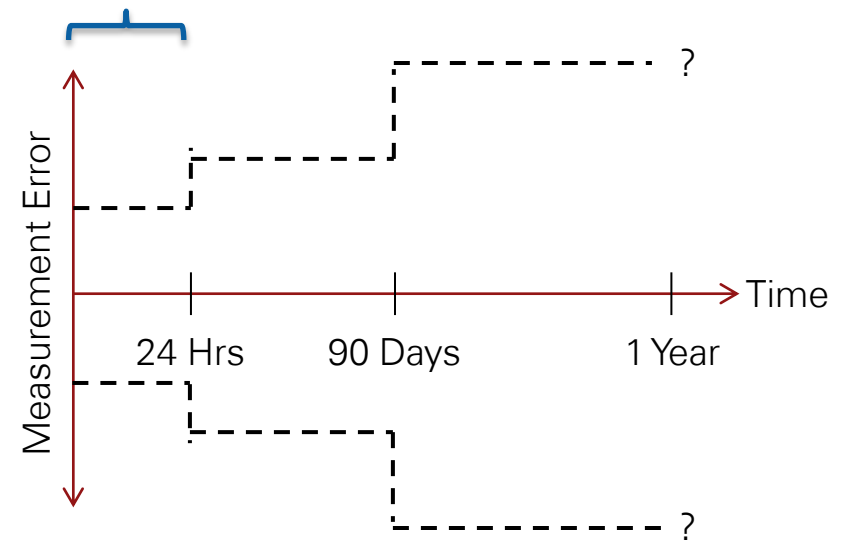 ?
Measurement Error
Time
24 Hrs
90 Days
1 Year
?